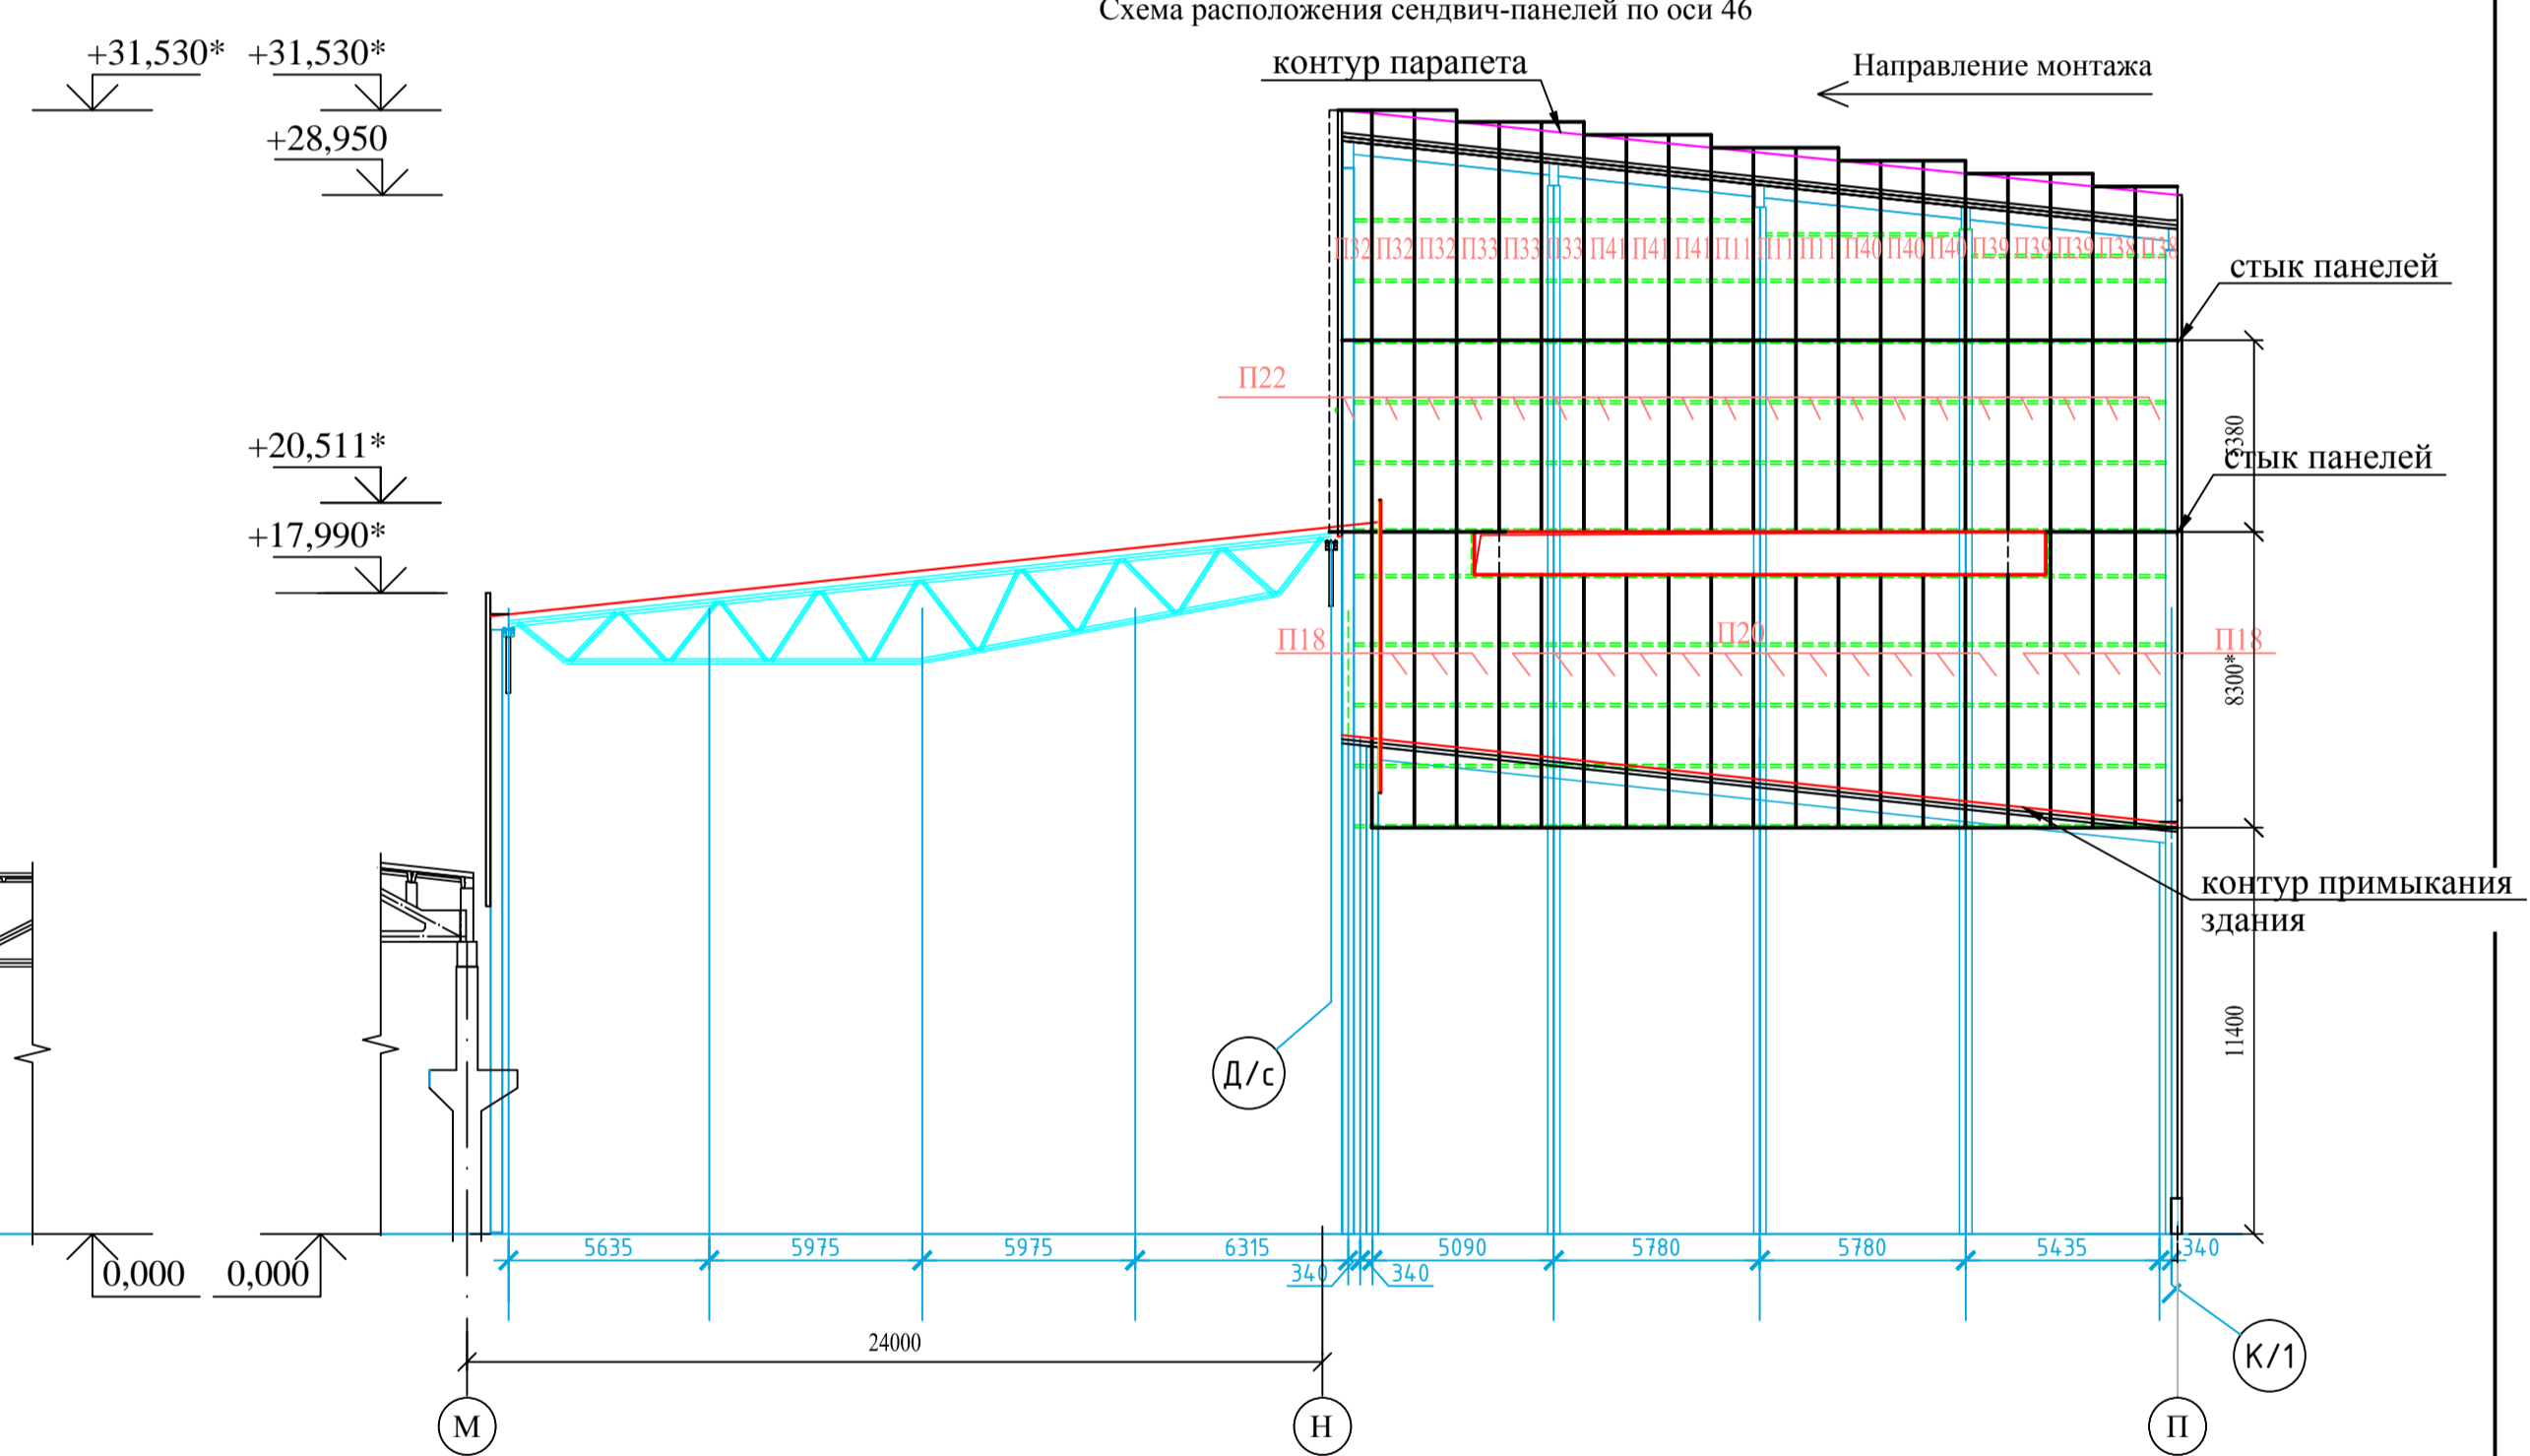 Схема расположения сендвич-панелей по оси 46
+31,530* +31,530*
контур парапета
Направление монтажа
+28,950
П32 П32 П32 П33 П33 П33 П41 П41 П41 П11 П11 П11 П40 П40 П40 П39 П39 П39 П38 П38
стык панелей
П22
+20,511*
стык панелей
+17,990*
П18 П20 П18
8300*
контур примыкания
здания
11400
Д/с
5635 5975 5975 6315 5090 5780 5780 5435 340
340 340
0,000 0,000
24000
К/1
М Н П